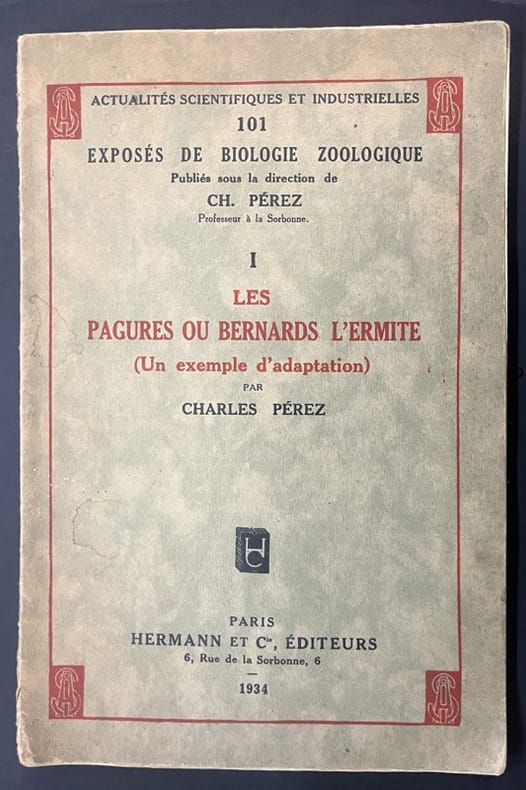 ACTUALITÉS SCIENTIFIQUES ET INDUSTRIELLES
101
EXPOSÉS DE BIOLOGIE ZOOLOGIQUE
Publiés sous la direction de
CH. PÉREZ
Professeur à la Sorbonne.
I
LES
PAGURES OU BERNARDS L'ERMITE
(Un exemple d'adaptation)
PAR
CHARLES PÉREZ
HC
PARIS
HERMANN ET Cie, ÉDITEURS
6, Rue de la Sorbonne, 6
1934